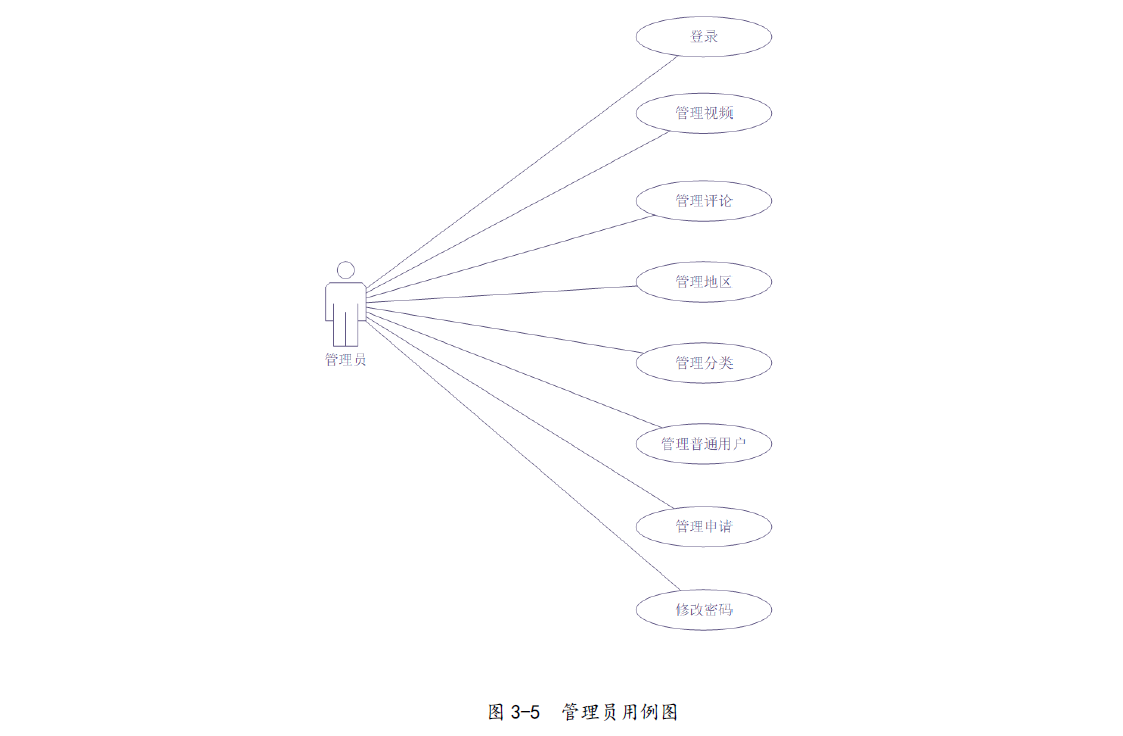 登录
管理视频
管理评论
管理地区
管理员
管理分类
管理普通用户
管理申请
修改密码
图 3-5 管理员用例图